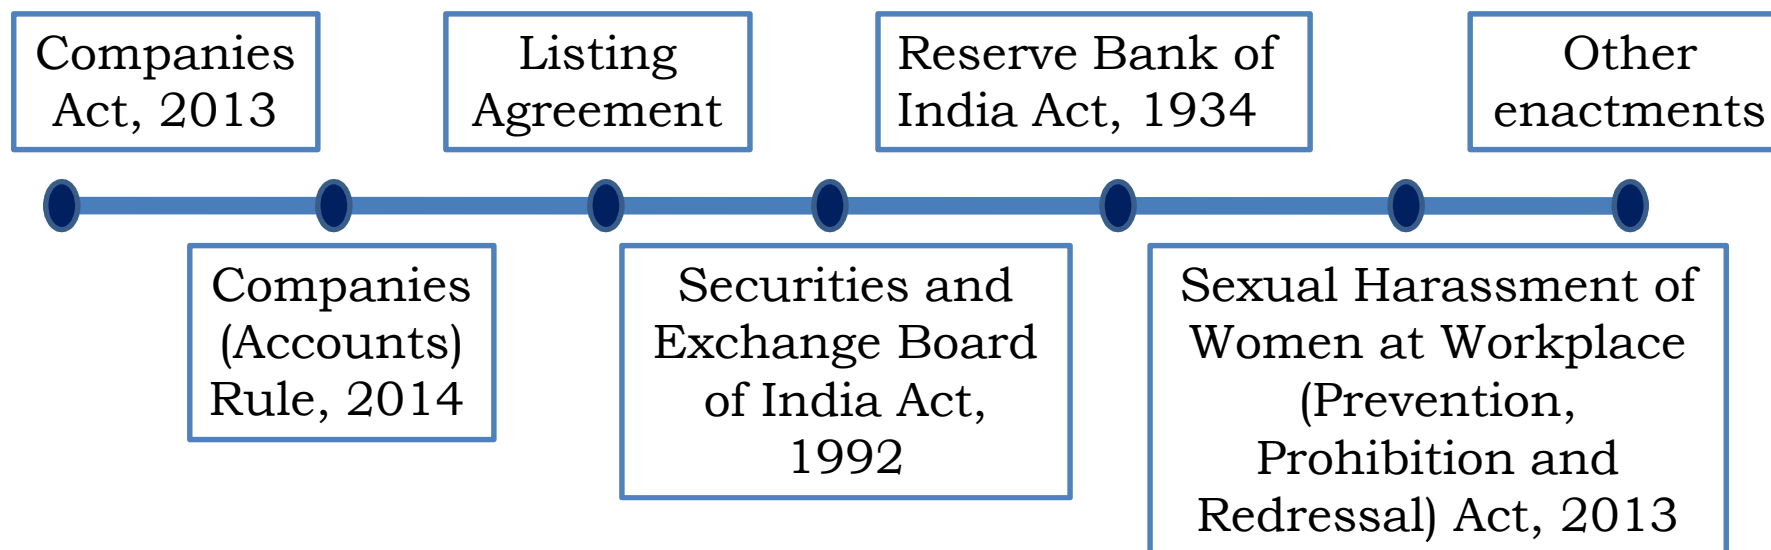 Companies
Act, 2013
Listing
Agreement
Reserve Bank of
India Act, 1934
Other
enactments
Companies
(Accounts)
Rule, 2014
Securities and
Exchange Board
of India Act,
1992
Sexual Harassment of
Women at Workplace
(Prevention,
Prohibition and
Redressal) Act, 2013